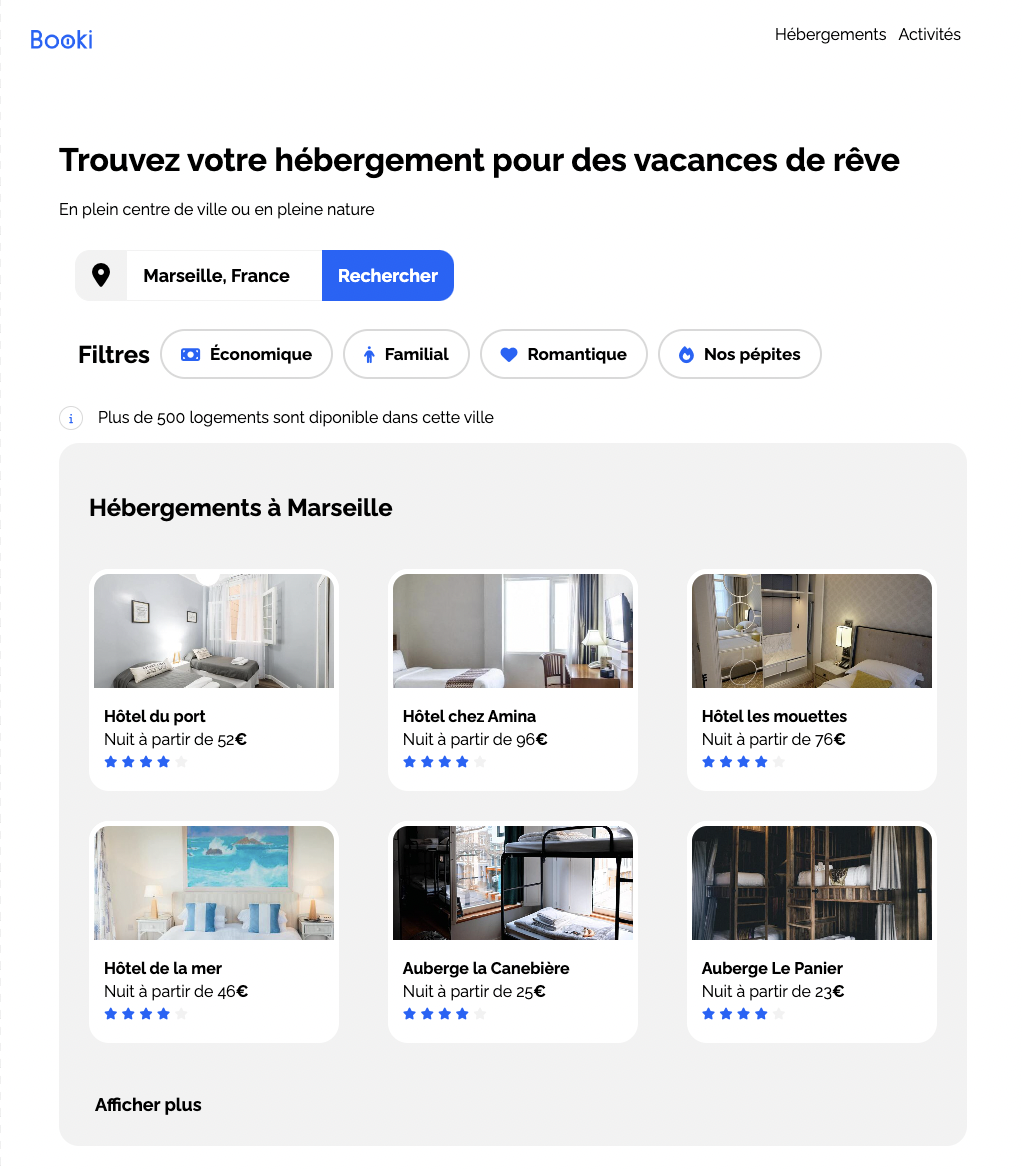 Booki
Hébergements Activités
Trouvez votre hébergement pour des vacances de rêve
En plein centre de ville ou en pleine nature
Marseille, France Rechercher
Filtres Économique Familial Romantique Nos pépites
i Plus de 500 logements sont diponible dans cette ville
Hébergements à Marseille
Hôtel du port
Nuit à partir de 52€
Hôtel chez Amina
Nuit à partir de 96€
Hôtel les mouettes
Nuit à partir de 76€
Hôtel de la mer
Nuit à partir de 46€
Auberge la Canebière
Nuit à partir de 25€
Auberge Le Panier
Nuit à partir de 23€
Afficher plus